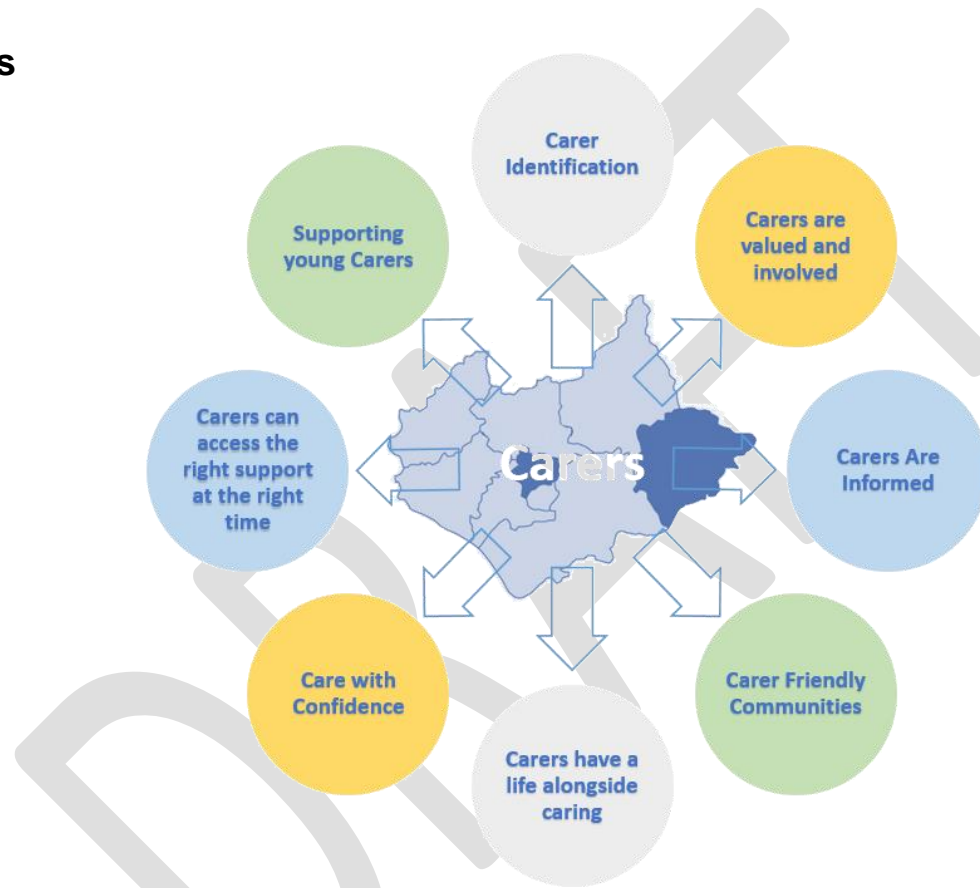 s
Carer
Identification
Carers are
valued and
involved
Supporting
young Carers
Carers can
access the
right support
at the right
time
Carers
Carers Are
Informed
Care with
Confidence
Carer Friendly
Communities
Carers have a
life alongside
caring
DRAFT